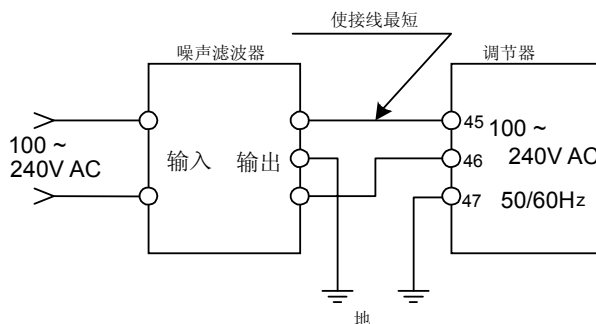 使接线最短
噪声滤波器
调节器
100 ~
240V AC
输入
输出
45
100 ~
46
240V AC
47
50/60Hz
地